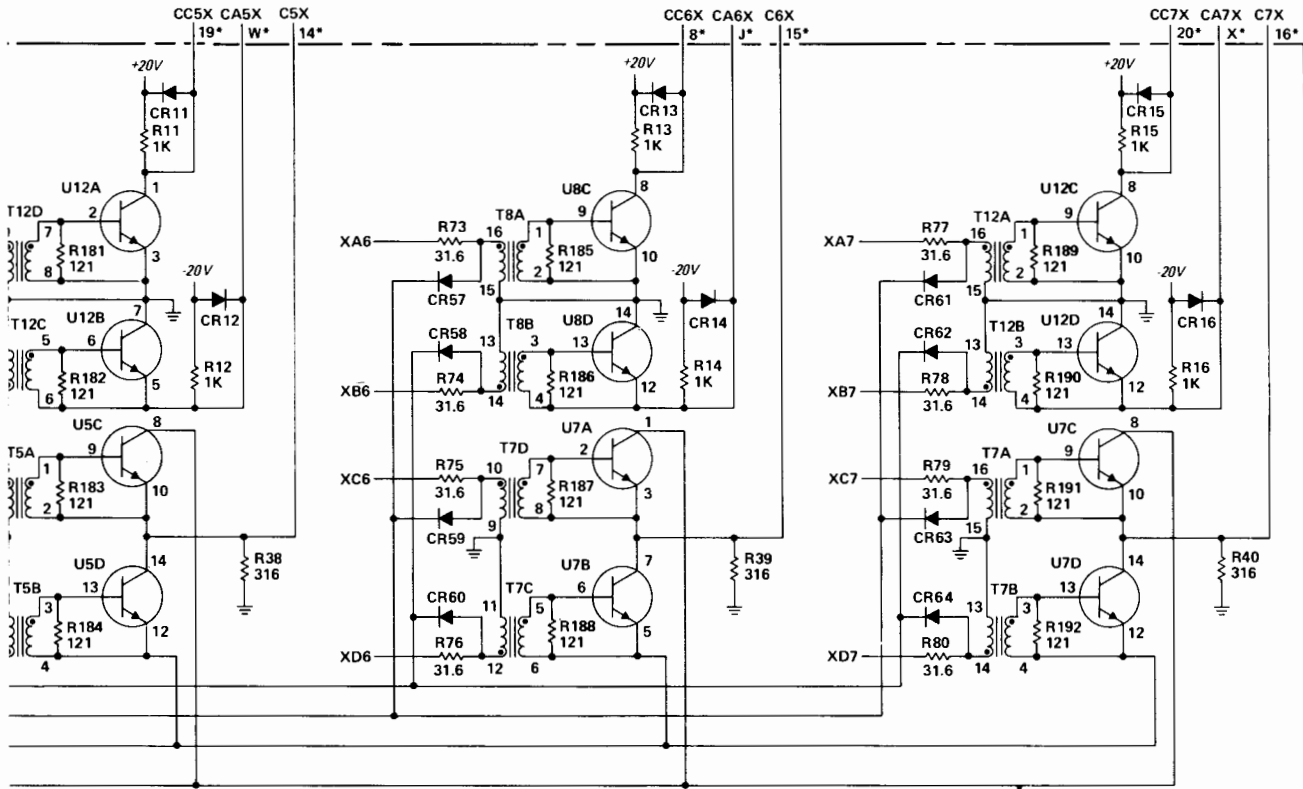 CC5X CA5X C5X CC6X CA6X C6X CC7X CA7X C7X
19* W* 14* 8* J* 15* 20* X* 16*
+20V +20V +20V
CR11 CR13 CR15
R11 1K R13 1K R15 1K
U12A 1 U8C 8 U12C 8
T12D 7 2 T8A 1 9 T12A 1 9
XA6 R73 31.6 16 XA7 R77 31.6 16
R181 121 3 R185 121 10 R189 121 10
8 2 2
-20V -20V -20V
CR57 15 CR61 15
7 14 14
CR12 CR14 CR16
T12C 5 6 U12B CR58 13 T8B 3 13 U8D CR62 13 T12B 3 13 U12D
R12 1K R14 1K R16 1K
R182 121 5 R186 121 12 R190 121 12
XB6 R74 31.6 14 XB7 R78 31.6 14
6 4 4
U5C 8 U7A 1 U7C 8
T5A 1 9 T7D 7 2 T7A 1 9
XC6 R75 31.6 10 XC7 R79 31.6 16
R183 121 10 R187 121 3 R191 121 10
2 8 2
CR59 9 CR63 15
R38 316 R39 316 R40 316
U5D 14 U7B 7 U7D 14
T5B 3 13 CR60 11 T7C 5 6 CR64 13 T7B 3 13
R184 121 12 R188 121 5 R192 121 12
XD6 R76 31.6 12 XD7 R80 31.6 14
4 6 4